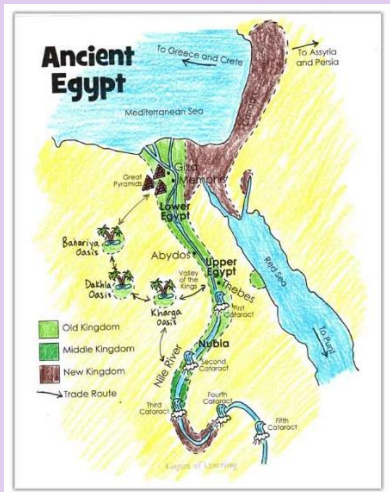 Ancient
Egypt
To Greece and Crete
To Assyria
and Persia
Mediterranean Sea
Giza
Memphis
Great
Pyramids
Lower
Egypt
Bahariya
Oasis
Abydos
Valley
of the
Kings
Upper
Egypt
Thebes
Red Sea
Dakhla
Oasis
Kharga
Oasis
First
Cataract
To Punt
Old Kingdom
Middle Kingdom
New Kingdom
Trade Route
Nubia
Nile River
Second
Cataract
Third
Cataract
Fourth
Cataract
Fifth
Cataract
Layers of Learning